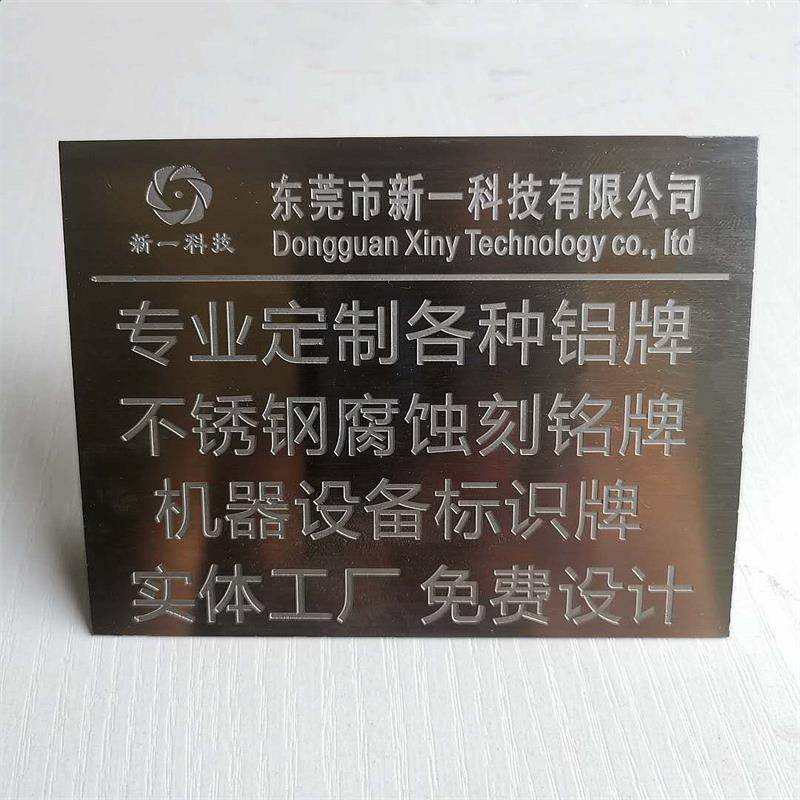 新一科技
东莞市新一科技有限公司
Dongguan Xiny Technology co., ltd
专业定制各种铝牌
不锈钢腐蚀刻铭牌
机器设备标识牌
实体工厂 免费设计